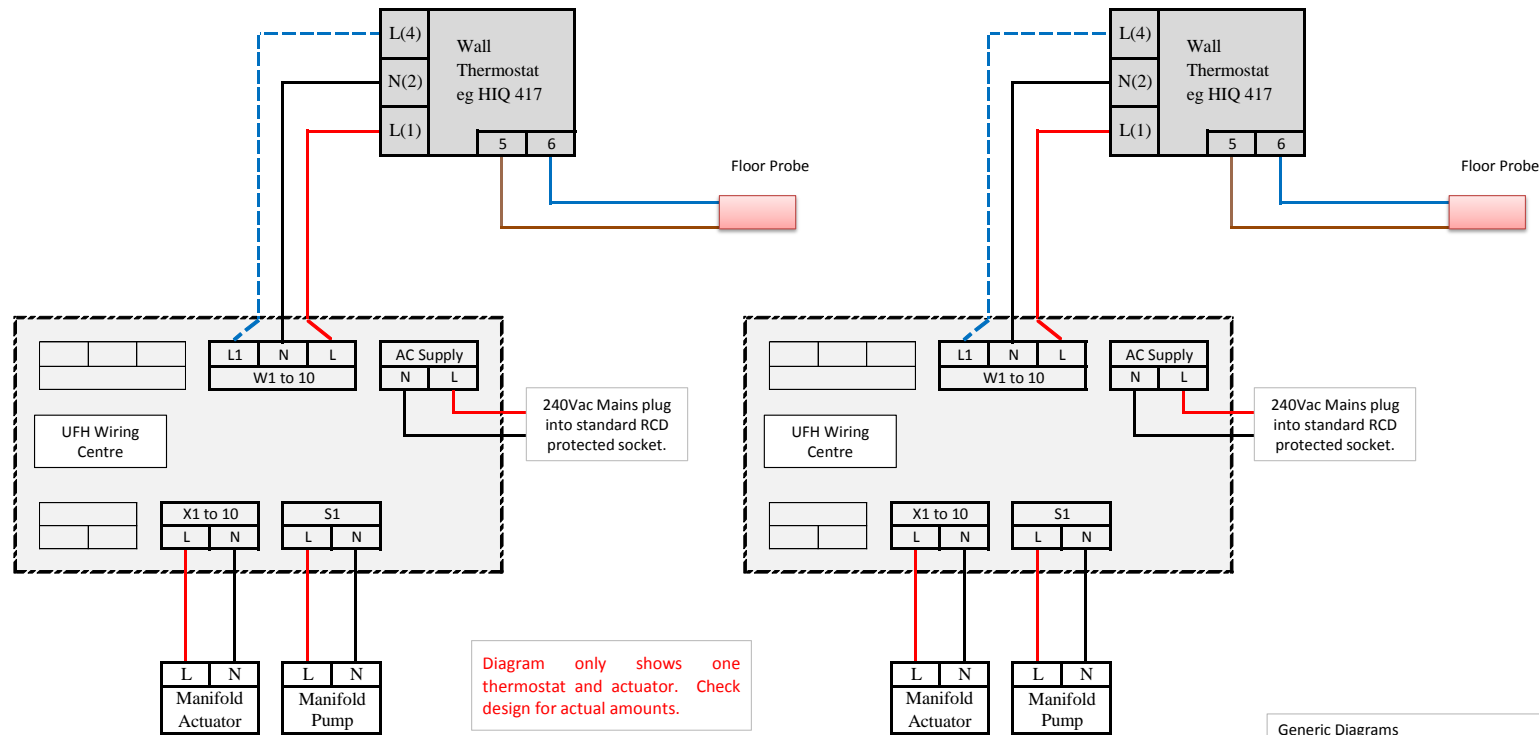 L(4)
N(2)
L(1)
Wall
Thermostat
eg HIQ 417
5 6
Floor Probe
L1 N L
W1 to 10
AC Supply
N L
240Vac Mains plug
into standard RCD
protected socket.
UFH Wiring
Centre
X1 to 10
L N
S1
L N
L N
Manifold
Actuator
L N
Manifold
Pump
Diagram only shows one
thermostat and actuator. Check
design for actual amounts.
L(4)
N(2)
L(1)
Wall
Thermostat
eg HIQ 417
5 6
Floor Probe
L1 N L
W1 to 10
AC Supply
N L
240Vac Mains plug
into standard RCD
protected socket.
UFH Wiring
Centre
X1 to 10
L N
S1
L N
L N
Manifold
Actuator
L N
Manifold
Pump
Generic Diagrams